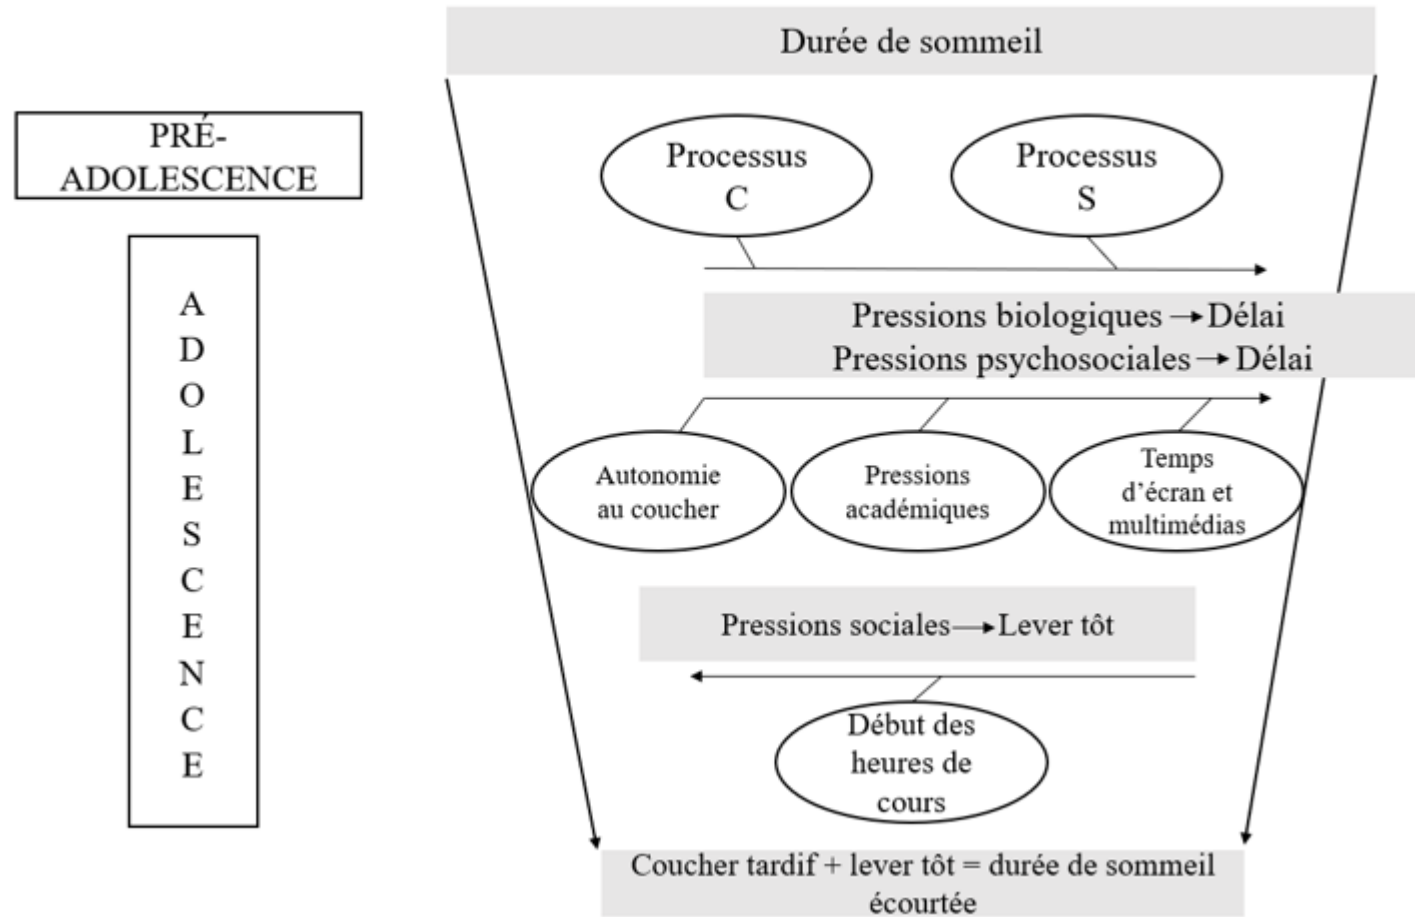 Durée de sommeil
PRÉ-
ADOLESCENCE
Processus
C
Processus
S
Pressions biologiques → Délai
Pressions psychosociales → Délai
A
D
O
L
E
S
C
E
N
C
E
Autonomie
au coucher
Pressions
académiques
Temps
d’écran et
multimédias
Pressions sociales → Lever tôt
Début des
heures de
cours
Coucher tardif + lever tôt = durée de sommeil
écourtée